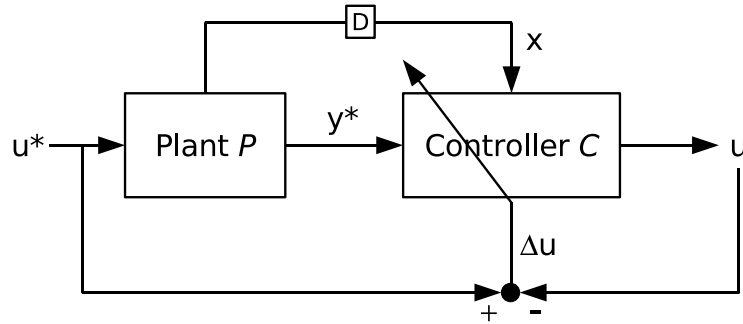 D
x
u* Plant P y* Controller C u
Δu
+ -